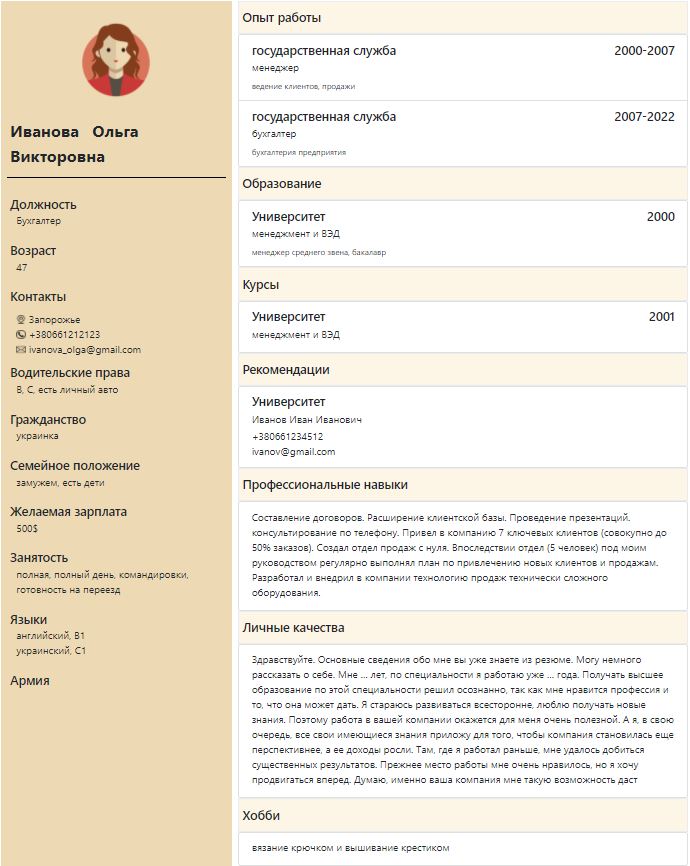 Иванова Ольга
Викторовна
Должность
Бухгалтер
Возраст
47
Контакты
Запорожье
+380661212123
ivanova_olga@gmail.com
Водительские права
B, C, есть личный авто
Гражданство
украинка
Семейное положение
замужем, есть дети
Желаемая зарплата
500$
Занятость
полная, полный день, командировки,
готовность на переезд
Языки
английский, B1
украинский, C1
Армия
Опыт работы
государственная служба 2000-2007
менеджер
ведение клиентов, продажи
государственная служба 2007-2022
бухгалтер
бухгалтерия предприятия
Образование
Университет 2000
менеджмент и ВЭД
менеджер среднего звена, бакалавр
Курсы
Университет 2001
менеджмент и ВЭД
Рекомендации
Университет
Иванов Иван Иванович
+380661234512
ivanov@gmail.com
Профессиональные навыки
Составление договоров. Расширение клиентской базы. Проведение презентаций.
консультирование по телефону. Привел в компанию 7 ключевых клиентов (совокупно до
50% заказов). Создал отдел продаж с нуля. Впоследствии отдел (5 человек) под моим
руководством регулярно выполнял план по привлечению новых клиентов и продажам.
Разработал и внедрил в компании технологию продаж технически сложного
оборудования.
Личные качества
Здравствуйте. Основные сведения обо мне вы уже знаете из резюме. Могу немного
рассказать о себе. Мне ... лет, по специальности я работаю уже ... года. Получать высшее
образование по этой специальности решил осознанно, так как мне нравится профессия и
то, что она может дать. Я стараюсь развиваться всесторонне, люблю получать новые
знания. Поэтому работа в вашей компании окажется для меня очень полезной. А я, в свою
очередь, все свои имеющиеся знания приложу для того, чтобы компания становилась еще
перспективнее, а ее доходы росли. Там, где я работал раньше, мне удалось добиться
существенных результатов. Прежнее место работы мне очень нравилось, но я хочу
продвигаться вперед. Думаю, именно ваша компания мне такую возможность даст
Хобби
вязание крючком и вышивание крестиком